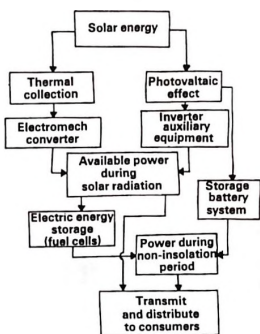 Solar energy
Thermal
collection
Photovaltaic
effect
Electromech
converter
Inverter
auxiliary
equipment
Available power
during
solar radiation
Electric energy
storage
(fuel cells)
Storage
battery
system
Power during
non-insolation
period
Transmit
and distribute
to consumers